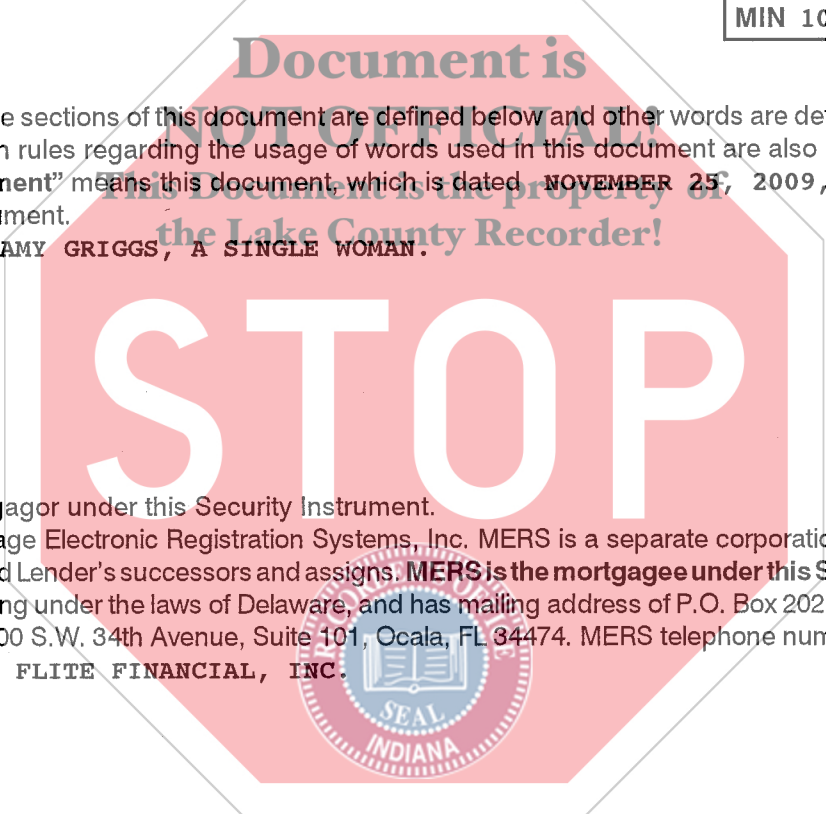 MIN 10
Document is
e sections of this document are defined below and other words are de
NOT OFFICIAL!
n rules regarding the usage of words used in this document are also
ment" means this Document, which is dated NOVEMBER 25, 2009,
This Document is the property of
ument.
the Lake County Recorder!
AMY GRIGGS, A SINGLE WOMAN.
STOP
gagor under this Security Instrument.
age Electronic Registration Systems, Inc. MERS is a separate corporatio
d Lender's successors and assigns. MERS is the mortgagee under this S
ng under the laws of Delaware, and has mailing address of P.O. Box 202
00 S.W. 34th Avenue, Suite 101, Ocala, FL 34474. MERS telephone num
FLITE FINANCIAL, INC.
RECORDER'S OFFICE
SEAL
INDIANA